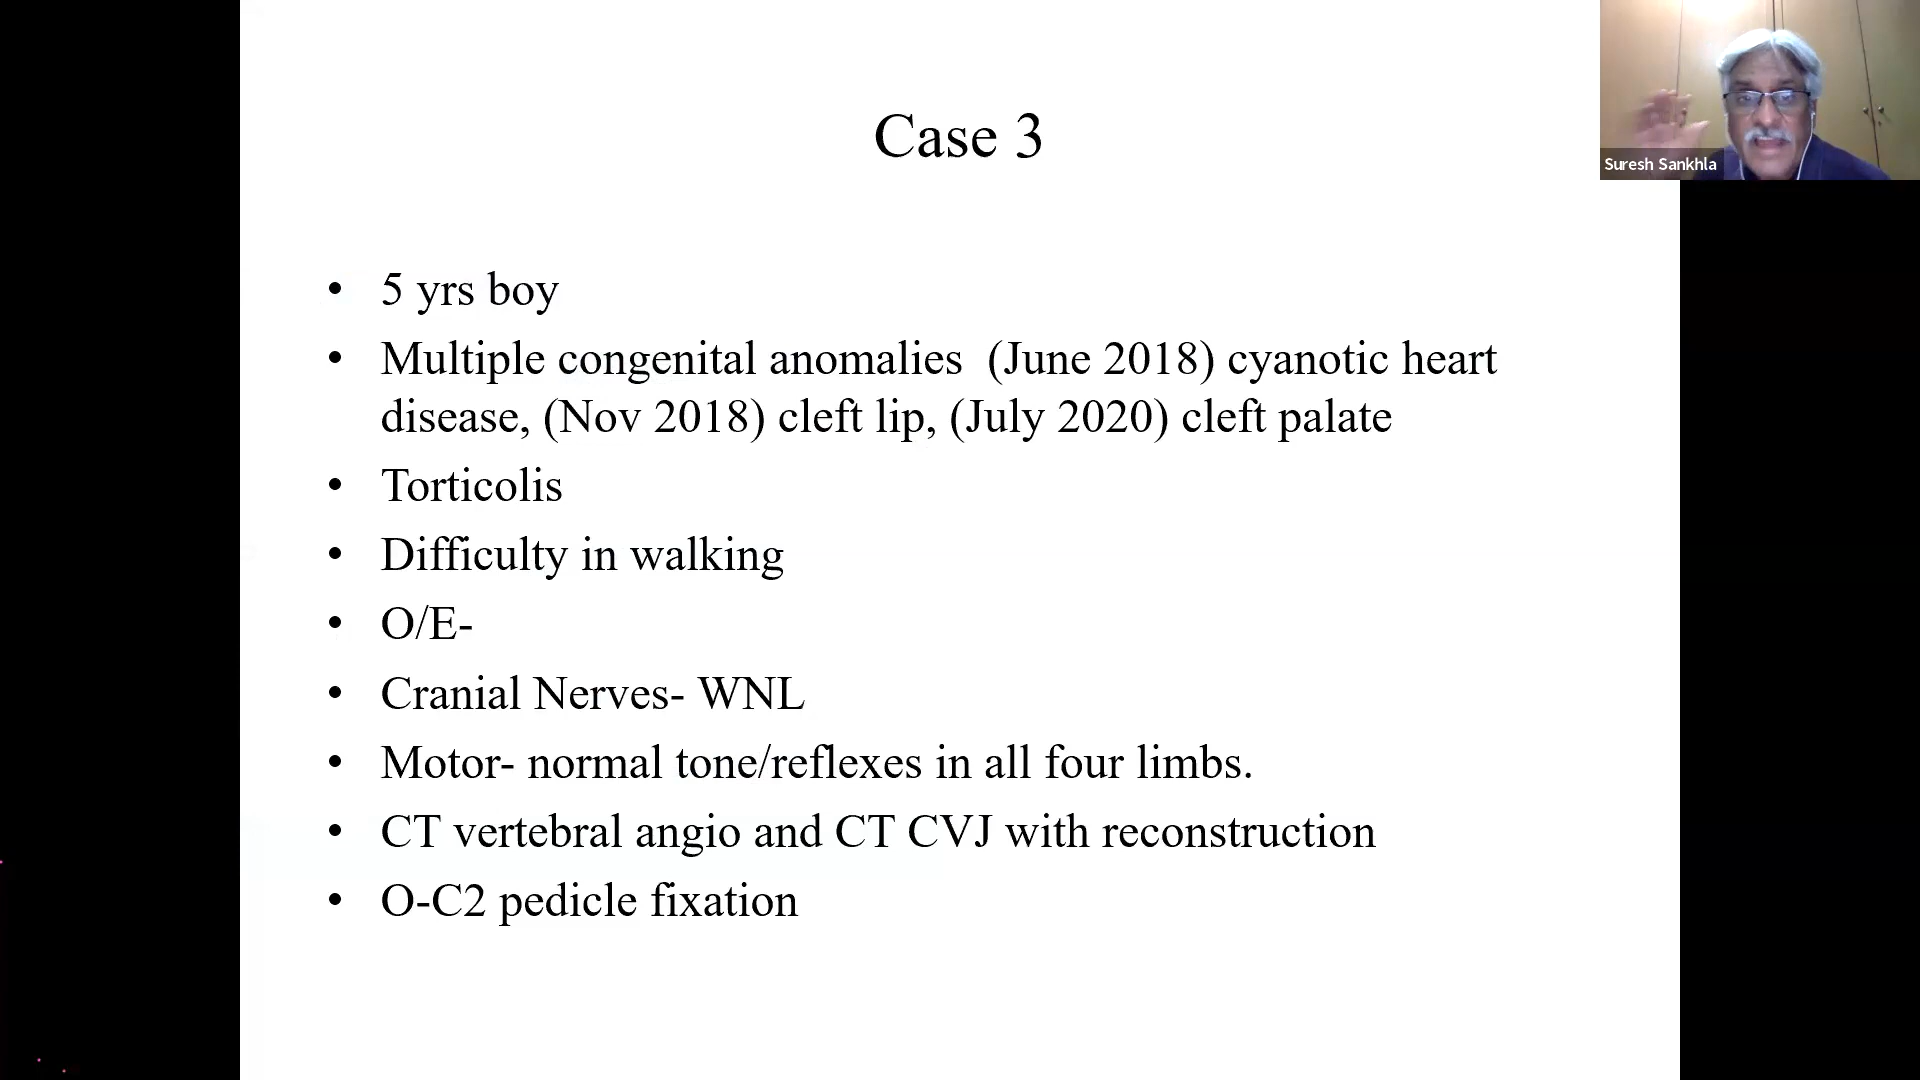 Case 3
Suresh Sankhla
• 5 yrs boy
• Multiple congenital anomalies  (June 2018) cyanotic heart
disease, (Nov 2018) cleft lip, (July 2020) cleft palate
• Torticolis
• Difficulty in walking
• O/E-
• Cranial Nerves- WNL
• Motor- normal tone/reflexes in all four limbs.
• CT vertebral angio and CT CVJ with reconstruction
• O-C2 pedicle fixation